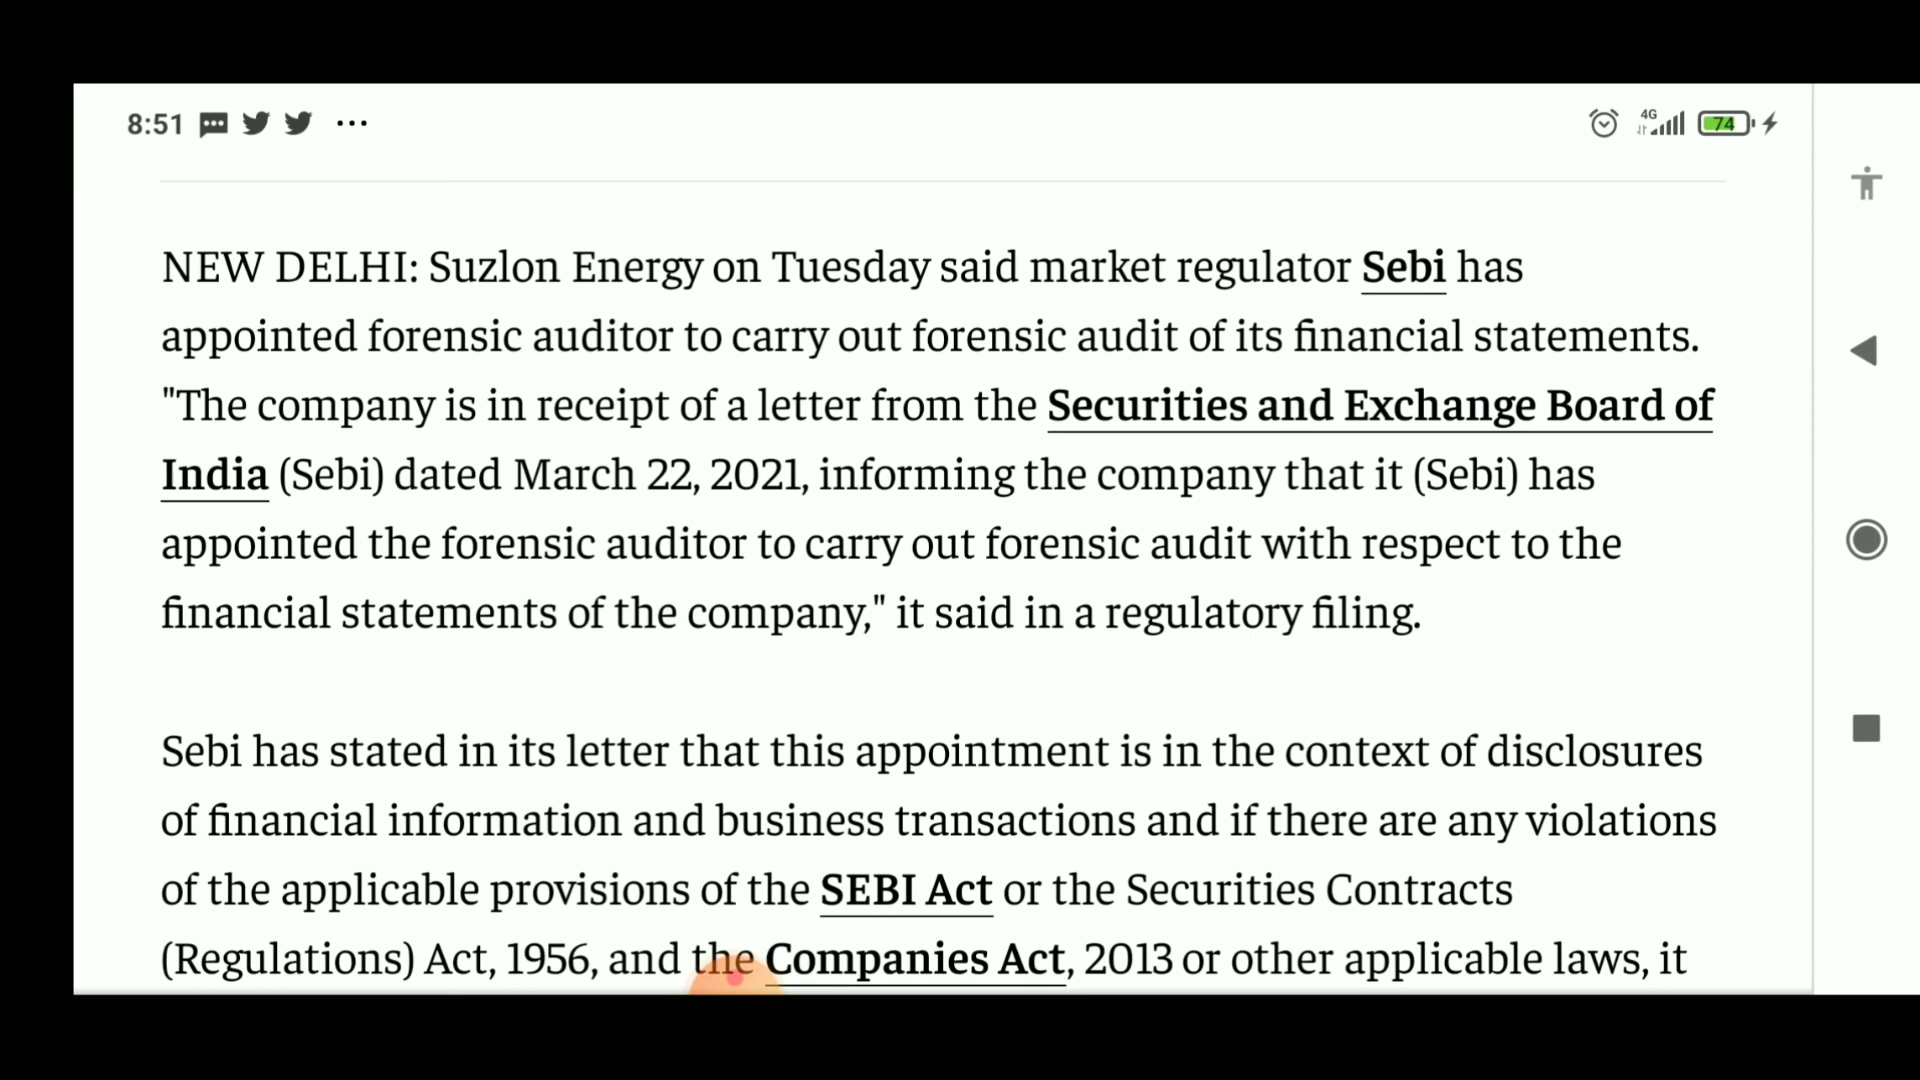 8:51
4G
74
NEW DELHI: Suzlon Energy on Tuesday said market regulator Sebi has
appointed forensic auditor to carry out forensic audit of its financial statements.
"The company is in receipt of a letter from the Securities and Exchange Board of
India (Sebi) dated March 22, 2021, informing the company that it (Sebi) has
appointed the forensic auditor to carry out forensic audit with respect to the
financial statements of the company," it said in a regulatory filing.
Sebi has stated in its letter that this appointment is in the context of disclosures
of financial information and business transactions and if there are any violations
of the applicable provisions of the SEBI Act or the Securities Contracts
(Regulations) Act, 1956, and the Companies Act, 2013 or other applicable laws, it